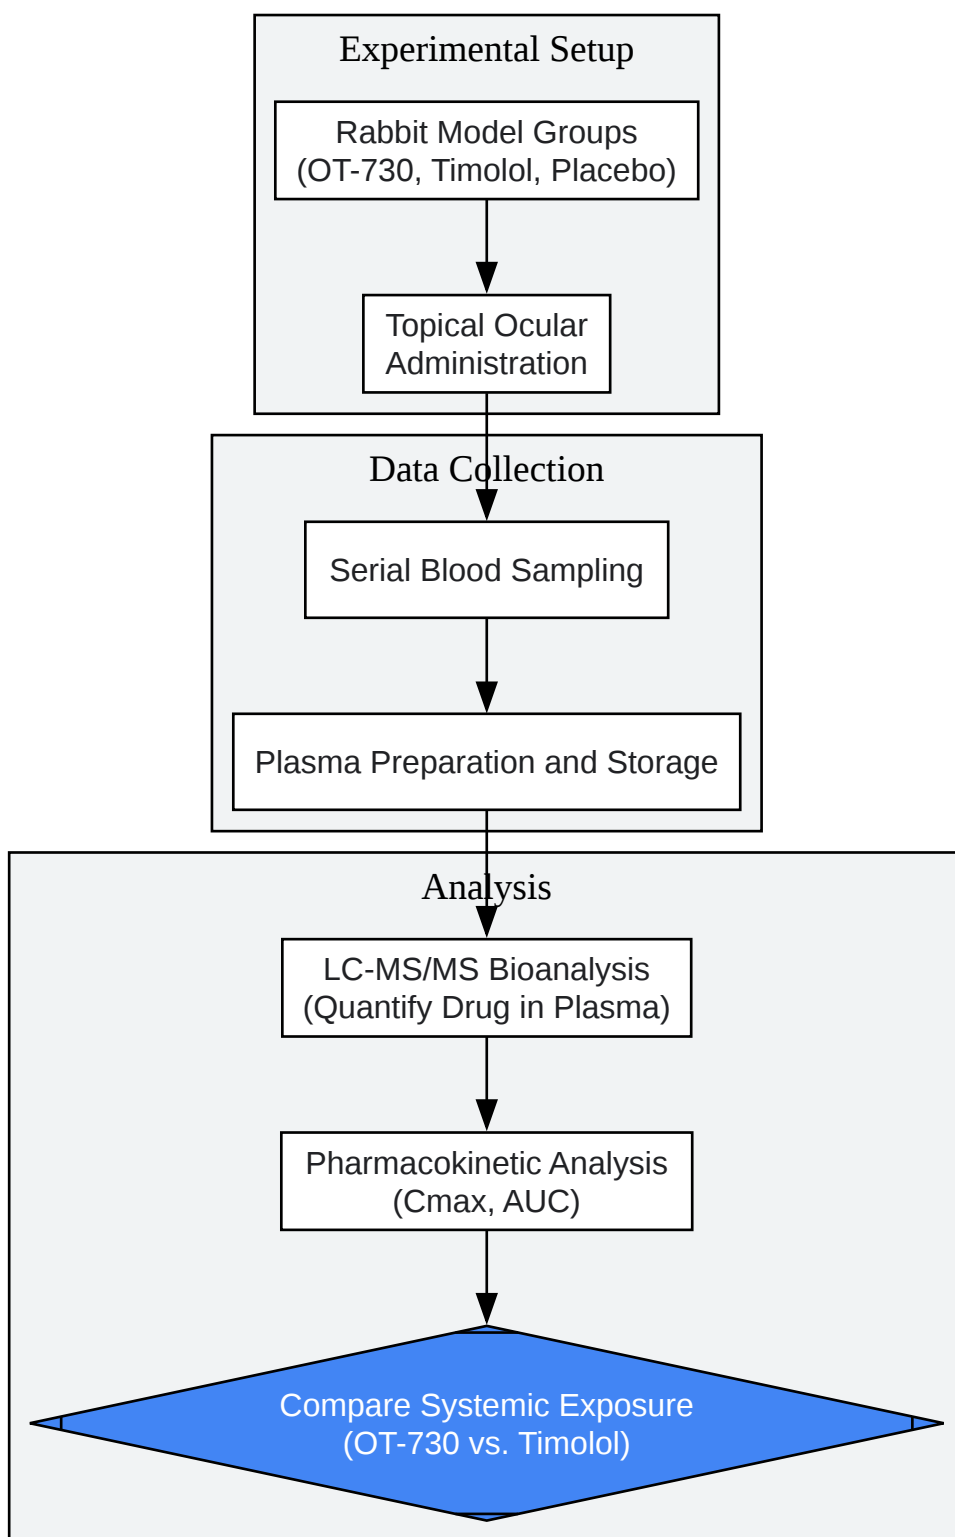 Experimental Setup
Rabbit Model Groups
(OT-730, Timolol, Placebo)
Topical Ocular
Administration
Data Collection
Serial Blood Sampling
Plasma Preparation and Storage
Analysis
LC-MS/MS Bioanalysis
(Quantify Drug in Plasma)
Pharmacokinetic Analysis
(Cmax, AUC)
Compare Systemic Exposure
(OT-730 vs. Timolol)